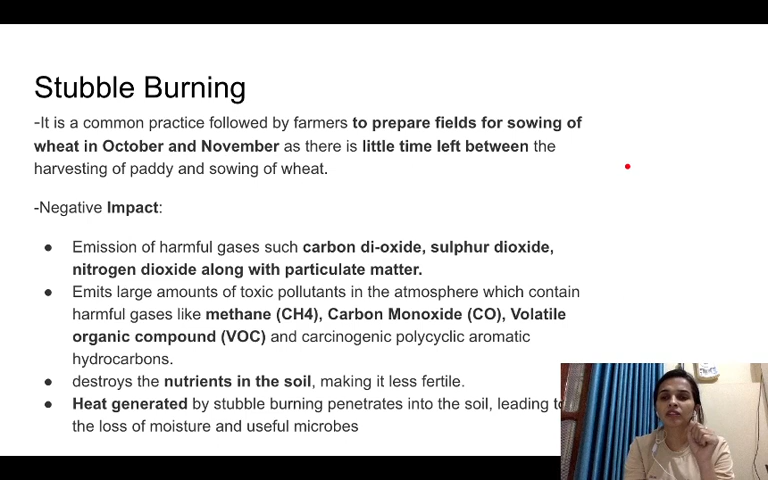 Stubble Burning
-It is a common practice followed by farmers to prepare fields for sowing of
wheat in October and November as there is little time left between the
harvesting of paddy and sowing of wheat.
-Negative Impact:
● Emission of harmful gases such carbon di-oxide, sulphur dioxide,
nitrogen dioxide along with particulate matter.
● Emits large amounts of toxic pollutants in the atmosphere which contain
harmful gases like methane (CH4), Carbon Monoxide (CO), Volatile
organic compound (VOC) and carcinogenic polycyclic aromatic
hydrocarbons.
● destroys the nutrients in the soil, making it less fertile.
● Heat generated by stubble burning penetrates into the soil, leading to
the loss of moisture and useful microbes